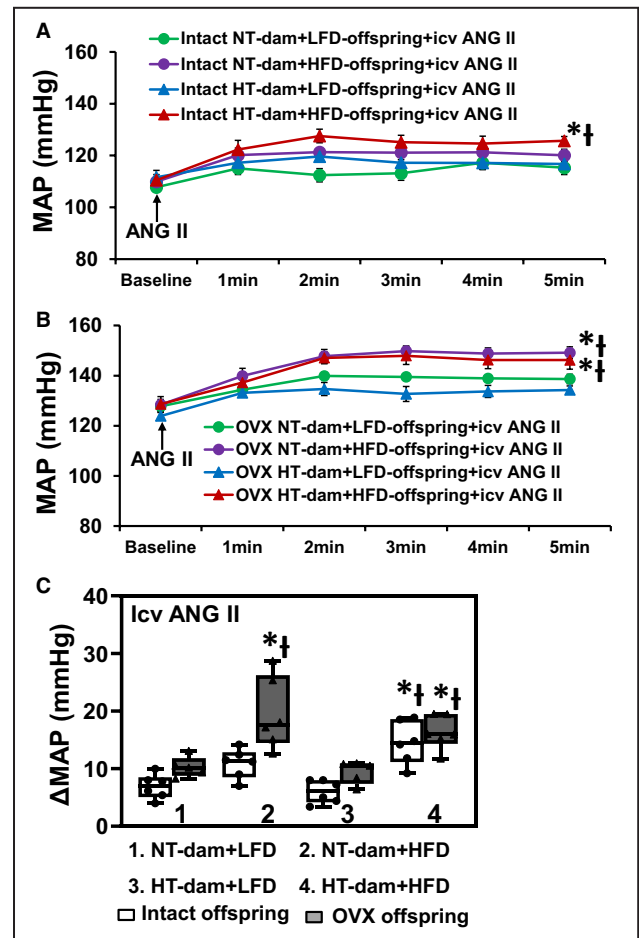 A
Intact NT-dam+LFD-offspring+icv ANG II
Intact NT-dam+HFD-offspring+icv ANG II
Intact HT-dam+LFD-offspring+icv ANG II
Intact HT-dam+HFD-offspring+icv ANG II
MAP (mmHg)
160
140
120
100
80
*ƚ
ANG II
Baseline 1min 2min 3min 4min 5min
B
MAP (mmHg)
160
140
120
100
80
*ƚ
*ƚ
ANG II
OVX NT-dam+LFD-offspring+icv ANG II
OVX NT-dam+HFD-offspring+icv ANG II
OVX HT-dam+LFD-offspring+icv ANG II
OVX HT-dam+HFD-offspring+icv ANG II
Baseline 1min 2min 3min 4min 5min
C
ΔMAP (mmHg)
40
30
20
10
0
Icv ANG II
*ƚ
*ƚ *ƚ
1 2 3 4
1. NT-dam+LFD 2. NT-dam+HFD
3. HT-dam+LFD 4. HT-dam+HFD
Intact offspring OVX offspring